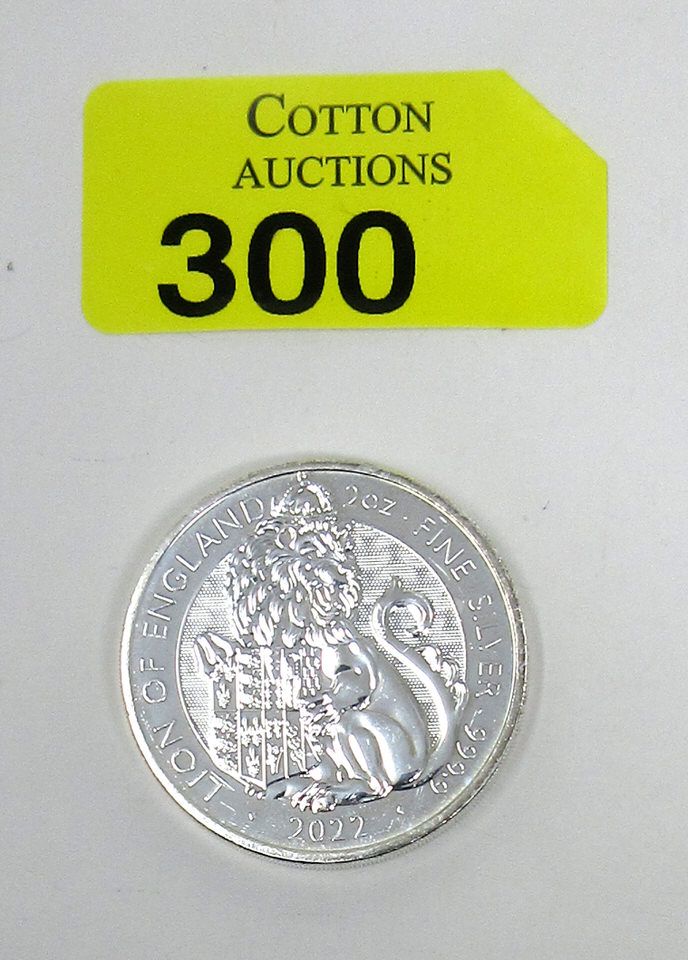 COTTON
AUCTIONS
300
LION OF ENGLAND 2oz · FINE SILVER · 999.9
2022